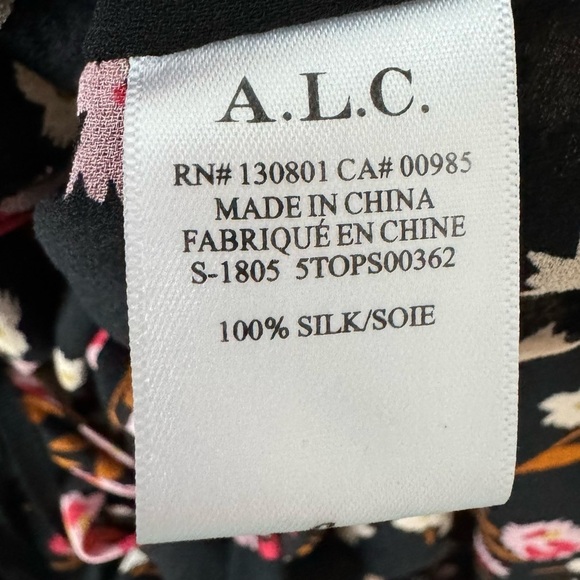 A.L.C.
RN# 130801 CA# 00985
MADE IN CHINA
FABRIQUÉ EN CHINE
S-1805 5TOPS00362
100% SILK/SOIE